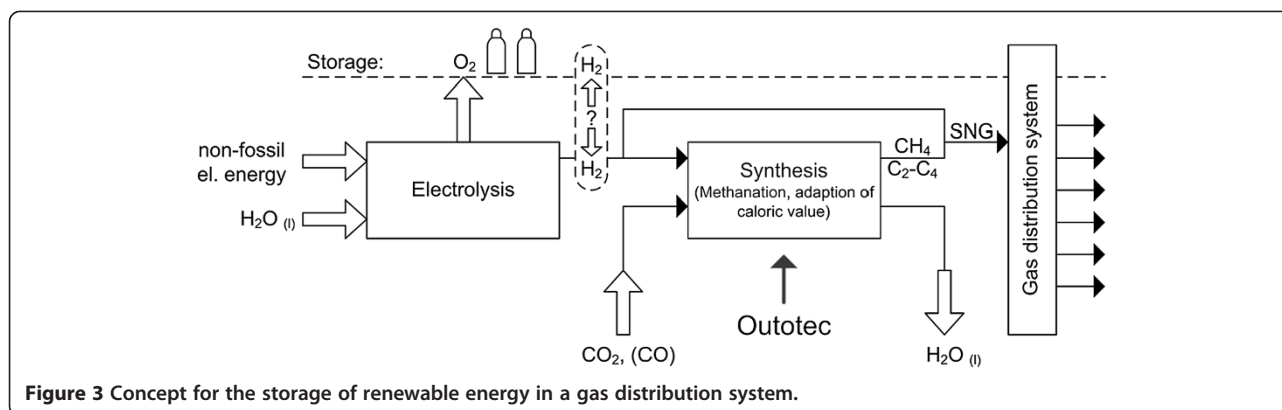 Storage:
O₂
H₂
?
H₂
non-fossil
el. energy
H₂O (l)
Electrolysis
Synthesis
(Methanation, adaption of
caloric value)
CH₄
C₂-C₄
SNG
Gas distribution system
Outotec
CO₂, (CO)
H₂O (l)
Figure 3 Concept for the storage of renewable energy in a gas distribution system.